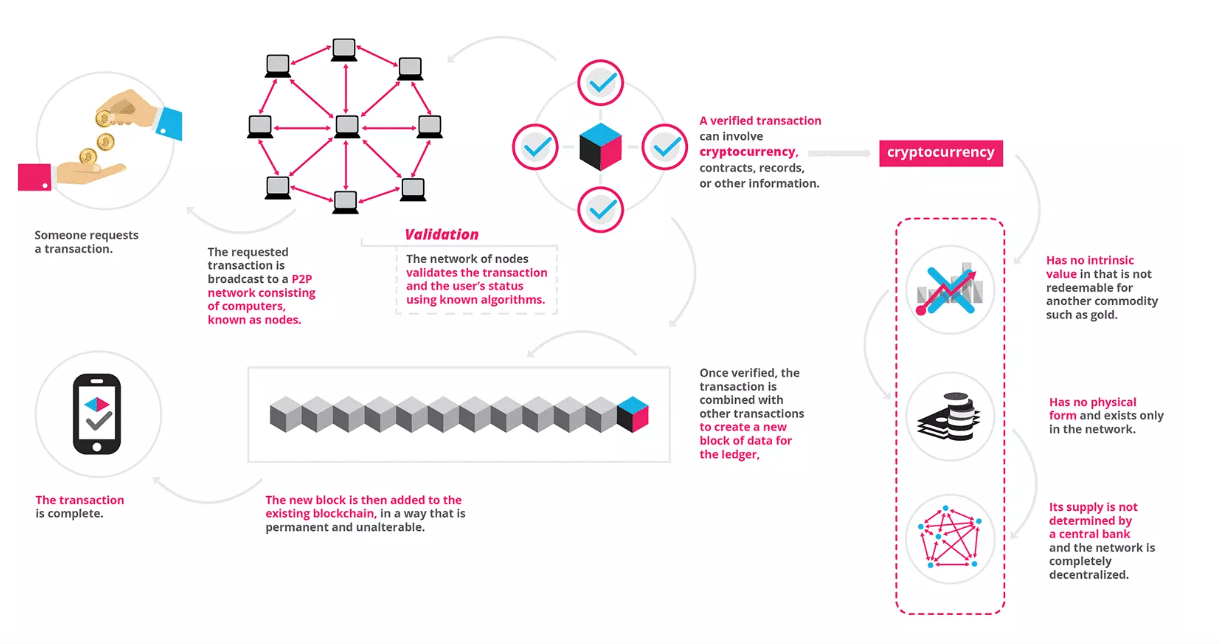 Someone requests
a transaction.
The requested
transaction is
broadcast to a P2P
network consisting
of computers,
known as nodes.
Validation
The network of nodes
validates the transaction
and the user's status
using known algorithms.
A verified transaction
can involve
cryptocurrency,
contracts, records,
or other information.
cryptocurrency
Has no intrinsic
value in that is not
redeemable for
another commodity
such as gold.
Has no physical
form and exists only
in the network.
Its supply is not
determined by
a central bank
and the network is
completely
decentralized.
Once verified, the
transaction is
combined with
other transactions
to create a new
block of data for
the ledger,
The new block is then added to the
existing blockchain, in a way that is
permanent and unalterable.
The transaction
is complete.